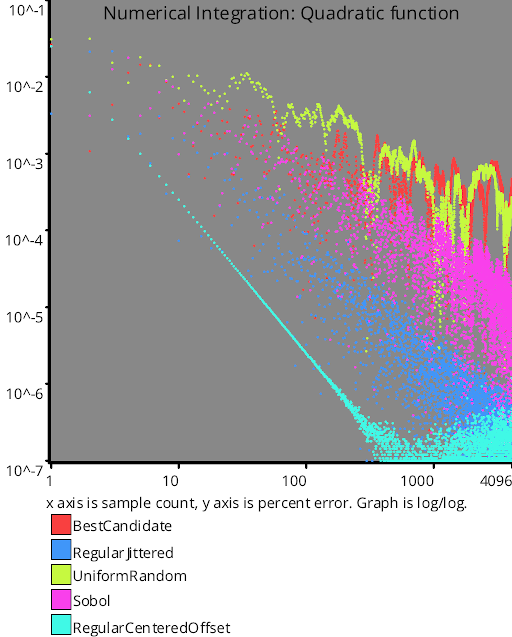 Numerical Integration: Quadratic function
10^-1
10^-2
10^-3
10^-4
10^-5
10^-6
10^-7
1 10 100 1000 4096
x axis is sample count, y axis is percent error. Graph is log/log.
BestCandidate
RegularJittered
UniformRandom
Sobol
RegularCenteredOffset